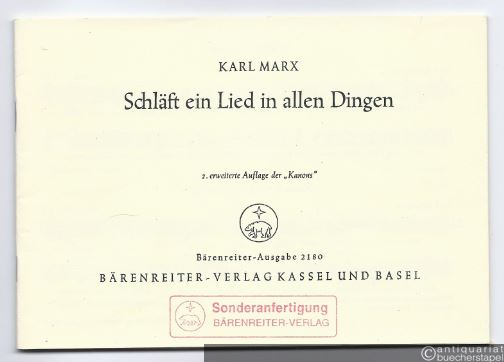 KARL MARX
Schläft ein Lied in allen Dingen
2. erweiterte Auflage der „Kanons"
Bärenreiter-Ausgabe 2180
BÄRENREITER-VERLAG KASSEL UND BASEL
Sonderanfertigung
BÄRENREITER-VERLAG
antiquariat
buecherstapel